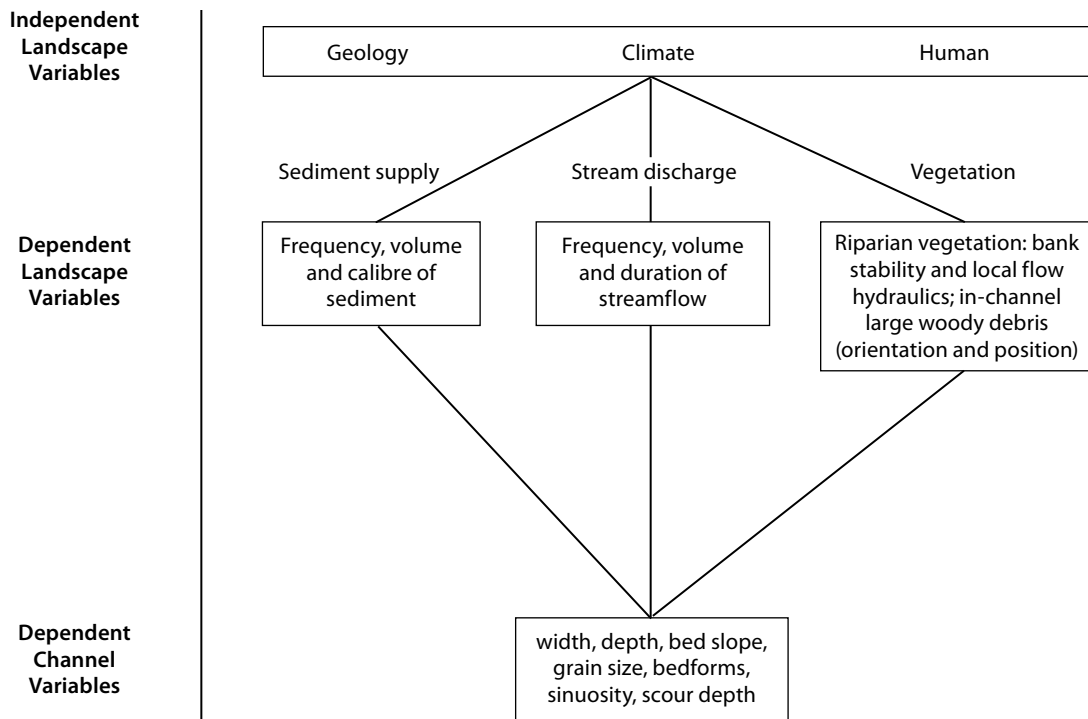 Independent
Landscape
Variables
Geology Climate Human
Sediment supply Stream discharge Vegetation
Dependent
Landscape
Variables
Frequency, volume
and calibre of
sediment
Frequency, volume
and duration of
streamflow
Riparian vegetation: bank
stability and local flow
hydraulics; in-channel
large woody debris
(orientation and position)
Dependent
Channel
Variables
width, depth, bed slope,
grain size, bedforms,
sinuosity, scour depth